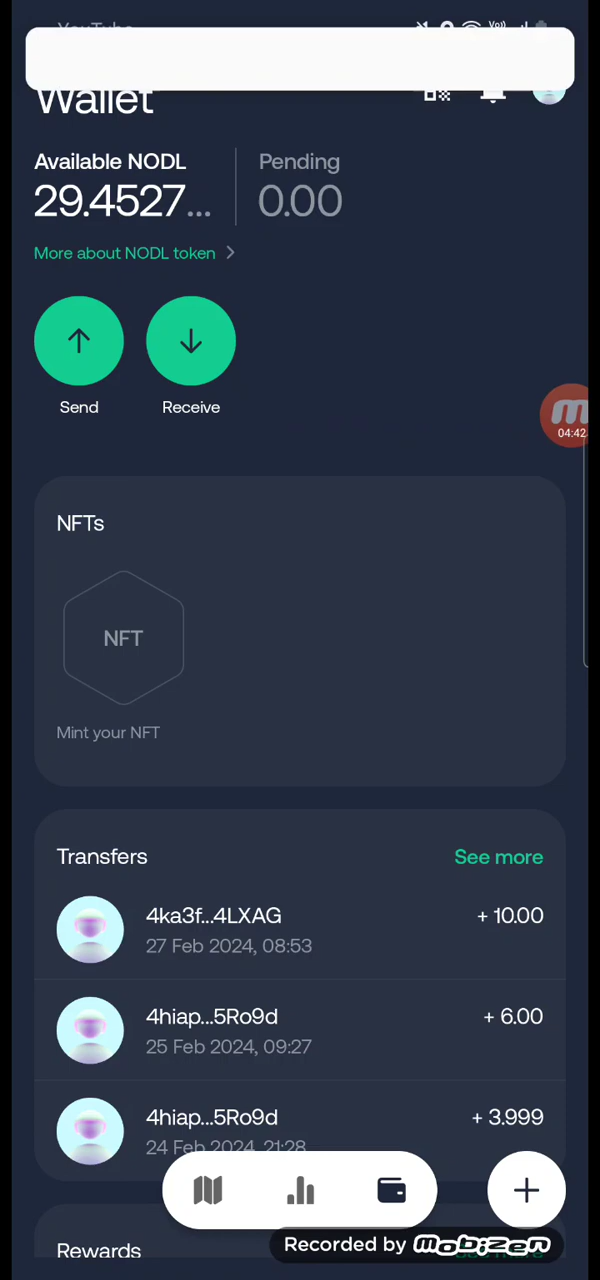 YouTube
Wallet
Available NODL
Pending
29.4527...
0.00
More about NODL token
Send
Receive
m
04:42
NFTs
NFT
Mint your NFT
Transfers
See more
4ka3f...4LXAG
+ 10.00
27 Feb 2024, 08:53
4hiap...5Ro9d
+ 6.00
25 Feb 2024, 09:27
4hiap...5Ro9d
+ 3.999
24 Feb 2024, 21:28
Recorded by mobizen
Rewards